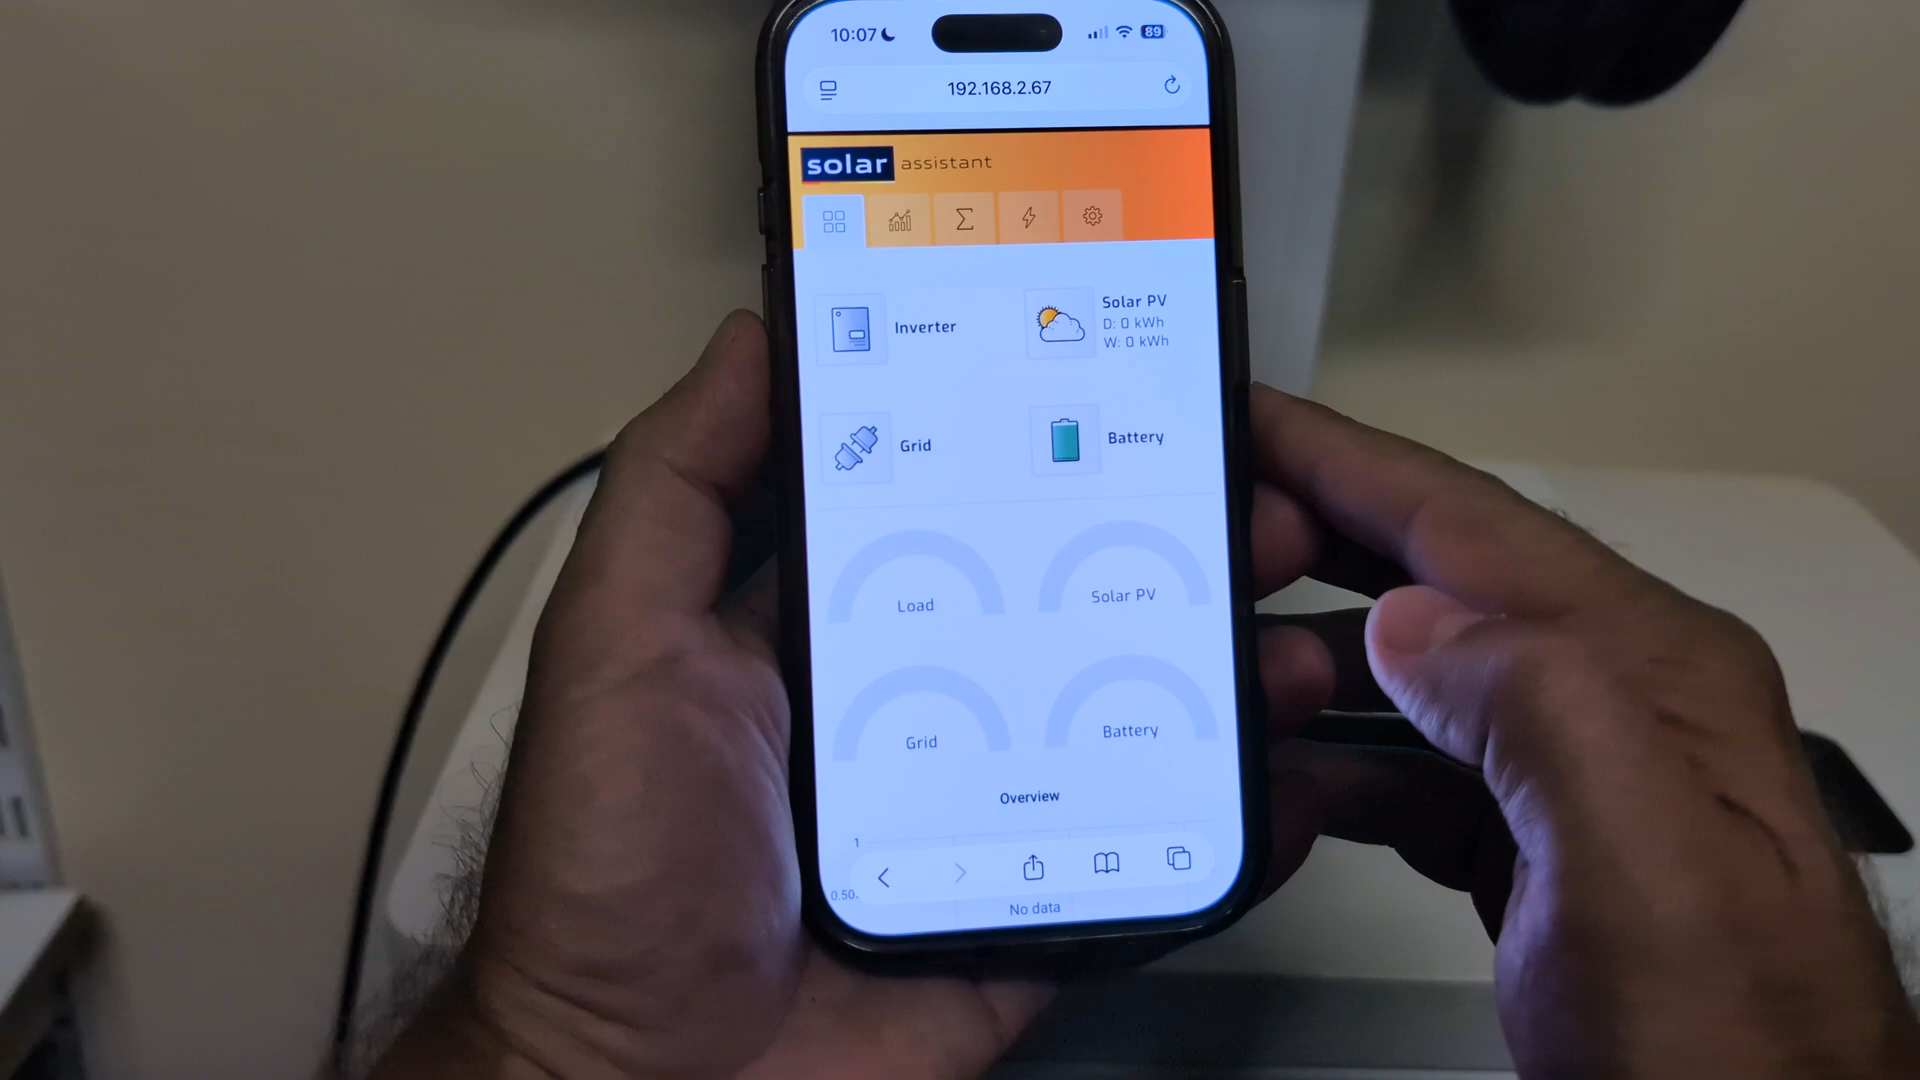 10:07
89
192.168.2.67
solar assistant
Inverter
Solar PV
D: 0 kWh
W: 0 kWh
Grid
Battery
Load
Solar PV
Grid
Battery
Overview
1
0.50
No data